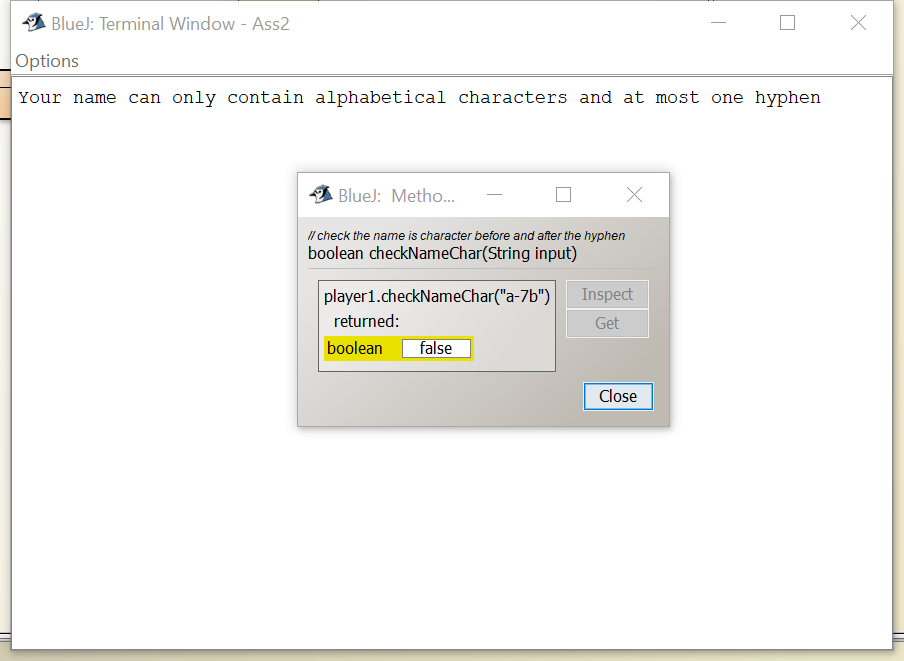 BlueJ: Terminal Window - Ass2
Options
Your name can only contain alphabetical characters and at most one hyphen
BlueJ:  Metho...
// check the name is character before and after the hyphen
boolean checkNameChar(String input)
player1.checkNameChar("a-7b")
Inspect
returned:
Get
boolean false
Close